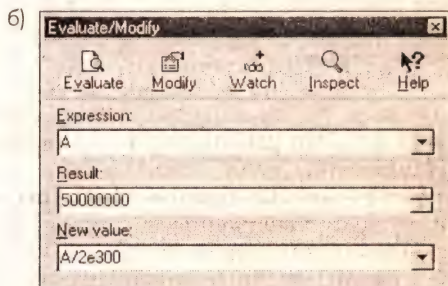 б)
Evaluate/Modify
Evaluate Modify Watch Inspect Help
Expression:
A
Result:
50000000
New value:
A/2e300